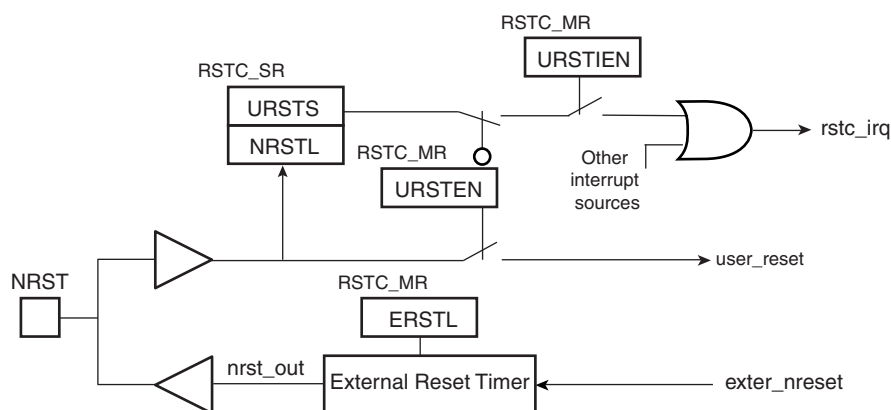 RSTC_MR
URSTIEN
RSTC_SR
URSTS
NRSTL
rstc_irq
RSTC_MR
Other
interrupt
sources
URSTEN
NRST
user_reset
RSTC_MR
ERSTL
nrst_out
External Reset Timer
exter_nreset